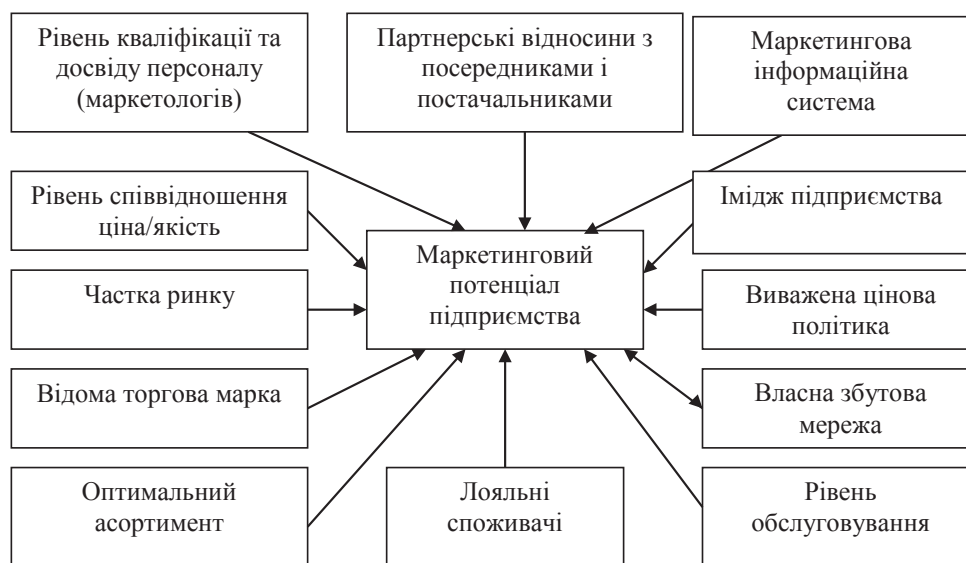 Рівень кваліфікації та
досвіду персоналу
(маркетологів)
Партнерські відносини з
посередниками і
постачальниками
Маркетингова
інформаційна
система
Рівень співвідношення
ціна/якість
Імідж підприємства
Маркетинговий
потенціал
підприємства
Частка ринку
Виважена цінова
політика
Відома торгова марка
Власна збутова
мережа
Оптимальний
асортимент
Лояльні
споживачі
Рівень
обслуговування